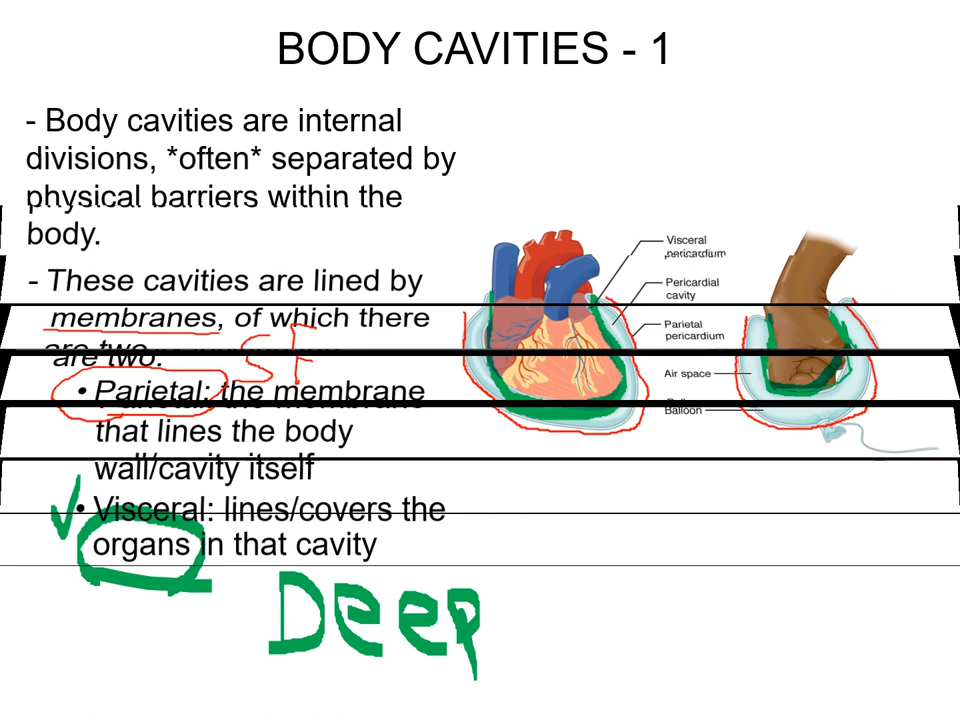 BODY CAVITIES - 1
- Body cavities are internal
divisions, *often* separated by
physical barriers within the
body.
- These cavities are lined by
membranes, of which there
are two.
• Parietal: the membrane
that lines the body
wall/cavity itself
• Visceral: lines/covers the
organs in that cavity
Visceral
pericardium
Pericardial
cavity
Parietal
pericardium
Air space
Balloon
Deep